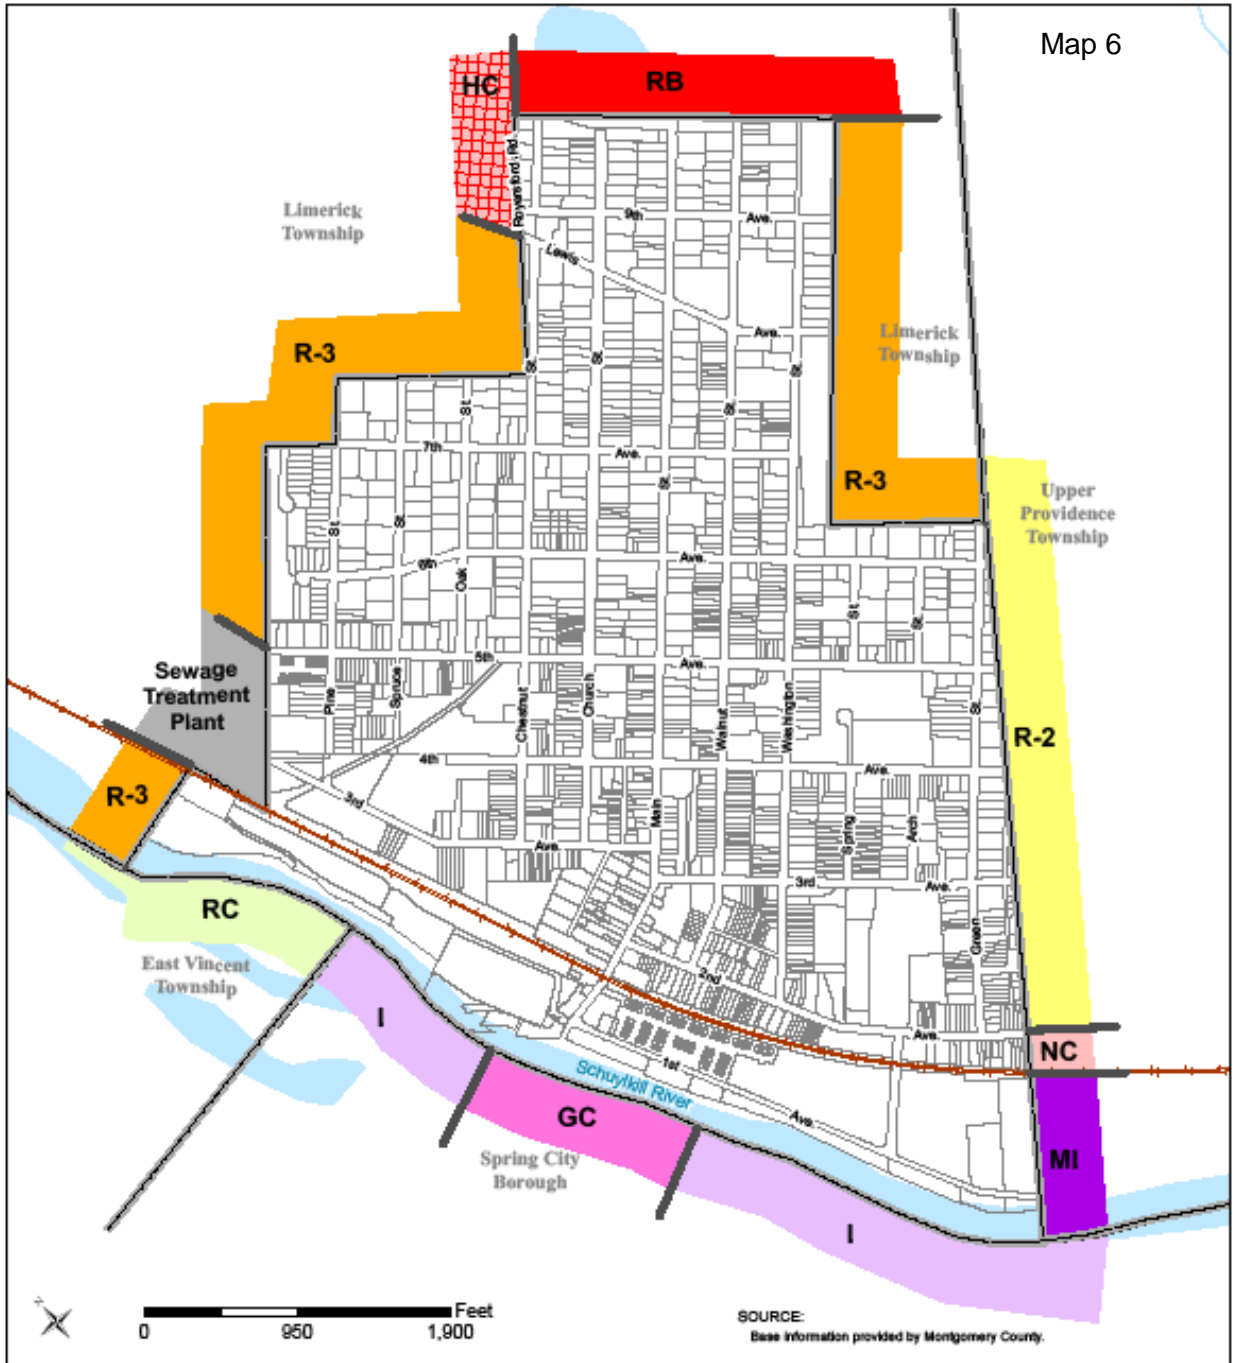 Map 6
HC
RB
Royersford Rd.
Limerick
Township
9th
Ave.
Lewis
Ave.
Limerick
Township
R-3
St.
St.
St.
St.
St.
7th
Ave.
St.
R-3
Upper
Providence
Township
St.
St.
6th
Ave.
Oak
St.
St.
5th
Ave.
Sewage
Treatment
Plant
Pine
Spruce
Chestnut
Church
Walnut
Washington
St.
R-2
4th
Ave.
R-3
3rd
Main
Spring
Arch
Ave.
3rd
Ave.
RC
Green
East Vincent
Township
2nd
I
Ave.
NC
1st
Schuylkill River
GC
Ave.
Spring City
Borough
MI
I
N
Feet
0
950
1,900
SOURCE:
Base information provided by Montgomery County.